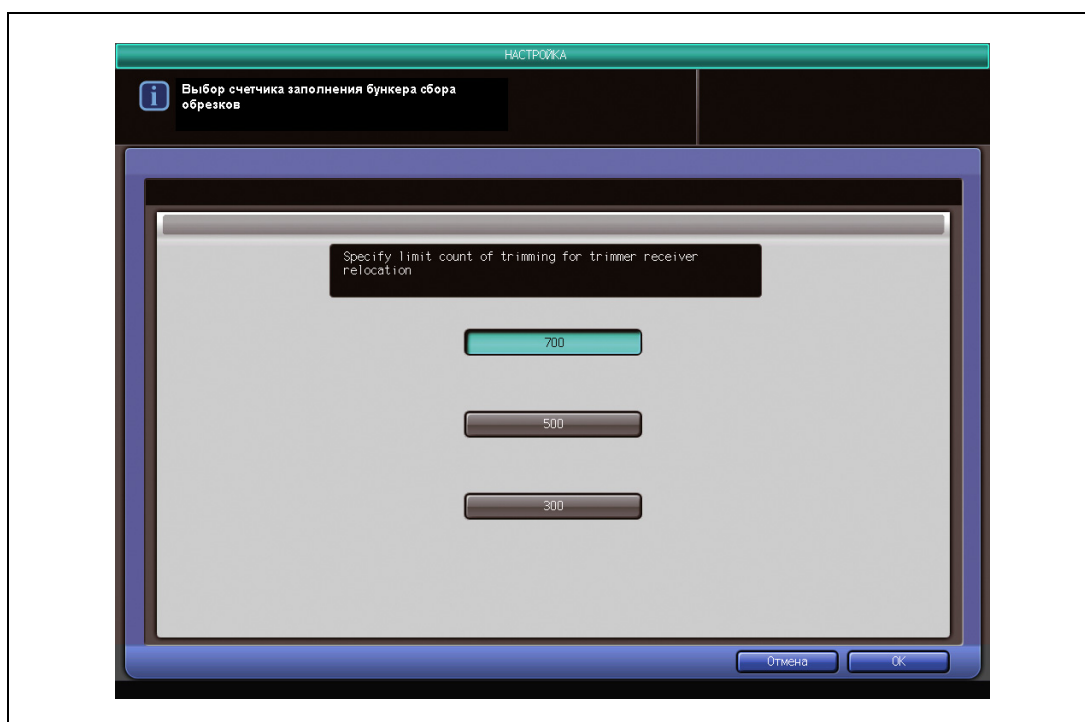 НАСТРОЙКА
Выбор счетчика заполнения бункера сбора
обрезков
Specify limit count of trimming for trimmer receiver
relocation
700
500
300
Отмена
OK